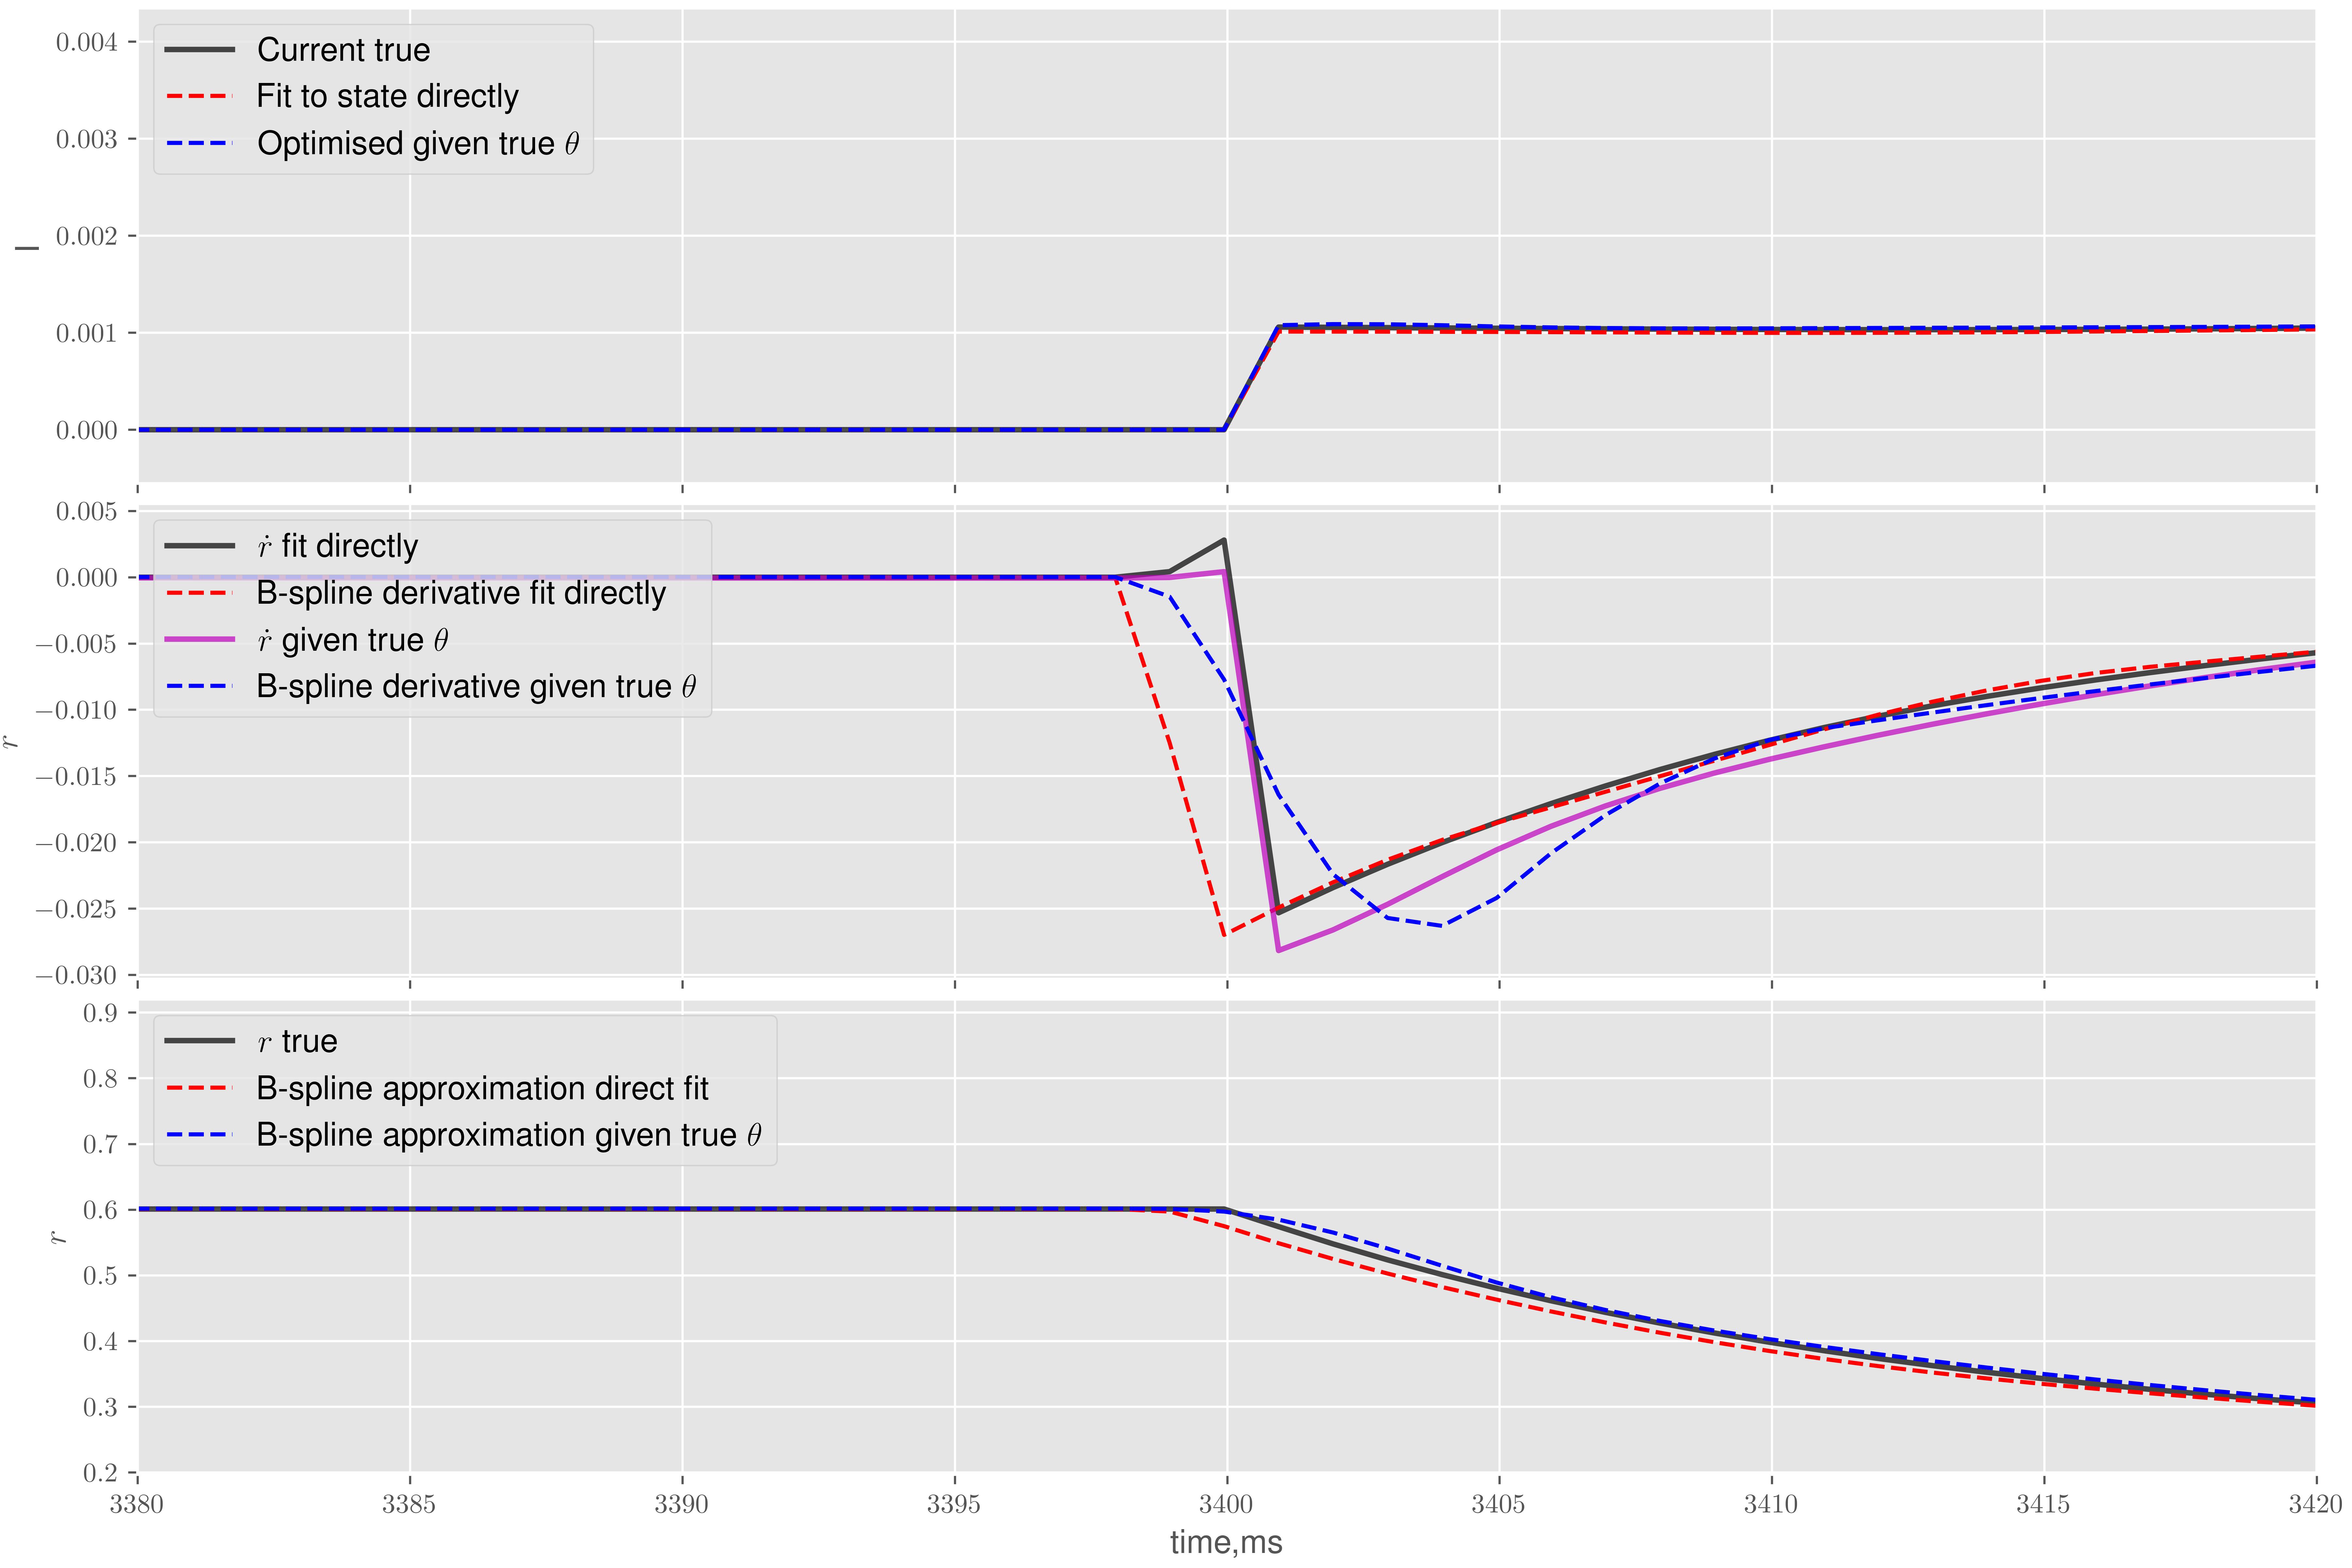 0.004
0.003
0.002
0.001
0.000
I
Current true
Fit to state directly
Optimised given true θ
0.005
0.000
−0.005
−0.010
−0.015
−0.020
−0.025
−0.030
r
ṙ fit directly
B-spline derivative fit directly
ṙ given true θ
B-spline derivative given true θ
0.9
0.8
0.7
0.6
0.5
0.4
0.3
0.2
r
r true
B-spline approximation direct fit
B-spline approximation given true θ
3380 3385 3390 3395 3400 3405 3410 3415 3420
time,ms